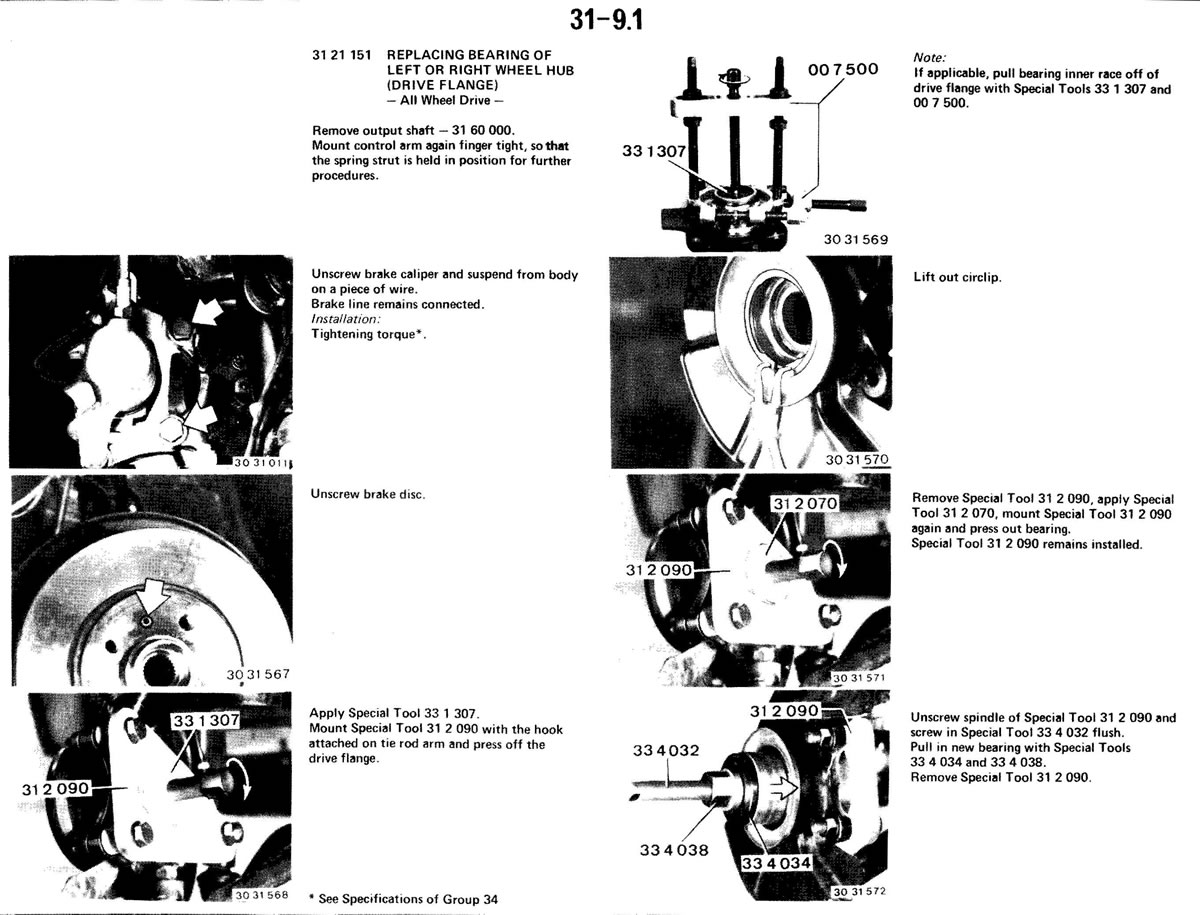 31-9.1
31 21 151 REPLACING BEARING OF
LEFT OR RIGHT WHEEL HUB
(DRIVE FLANGE)
— All Wheel Drive —
Remove output shaft — 31 60 000.
Mount control arm again finger tight, so that
the spring strut is held in position for further
procedures.
30 31 011
Unscrew brake caliper and suspend from body
on a piece of wire.
Brake line remains connected.
Installation:
Tightening torque*.
30 31 567
Unscrew brake disc.
33 1 307
31 2 090
30 31 568
Apply Special Tool 33 1 307.
Mount Special Tool 31 2 090 with the hook
attached on tie rod arm and press off the
drive flange.
* See Specifications of Group 34
00 7 500
33 1 307
30 31 569
Note:
If applicable, pull bearing inner race off of
drive flange with Special Tools 33 1 307 and
00 7 500.
30 31 570
Lift out circlip.
31 2 070
31 2 090
30 31 571
Remove Special Tool 31 2 090, apply Special
Tool 31 2 070, mount Special Tool 31 2 090
again and press out bearing.
Special Tool 31 2 090 remains installed.
31 2 090
33 4 032
33 4 038
33 4 034
30 31 572
Unscrew spindle of Special Tool 31 2 090 and
screw in Special Tool 33 4 032 flush.
Pull in new bearing with Special Tools
33 4 034 and 33 4 038.
Remove Special Tool 31 2 090.